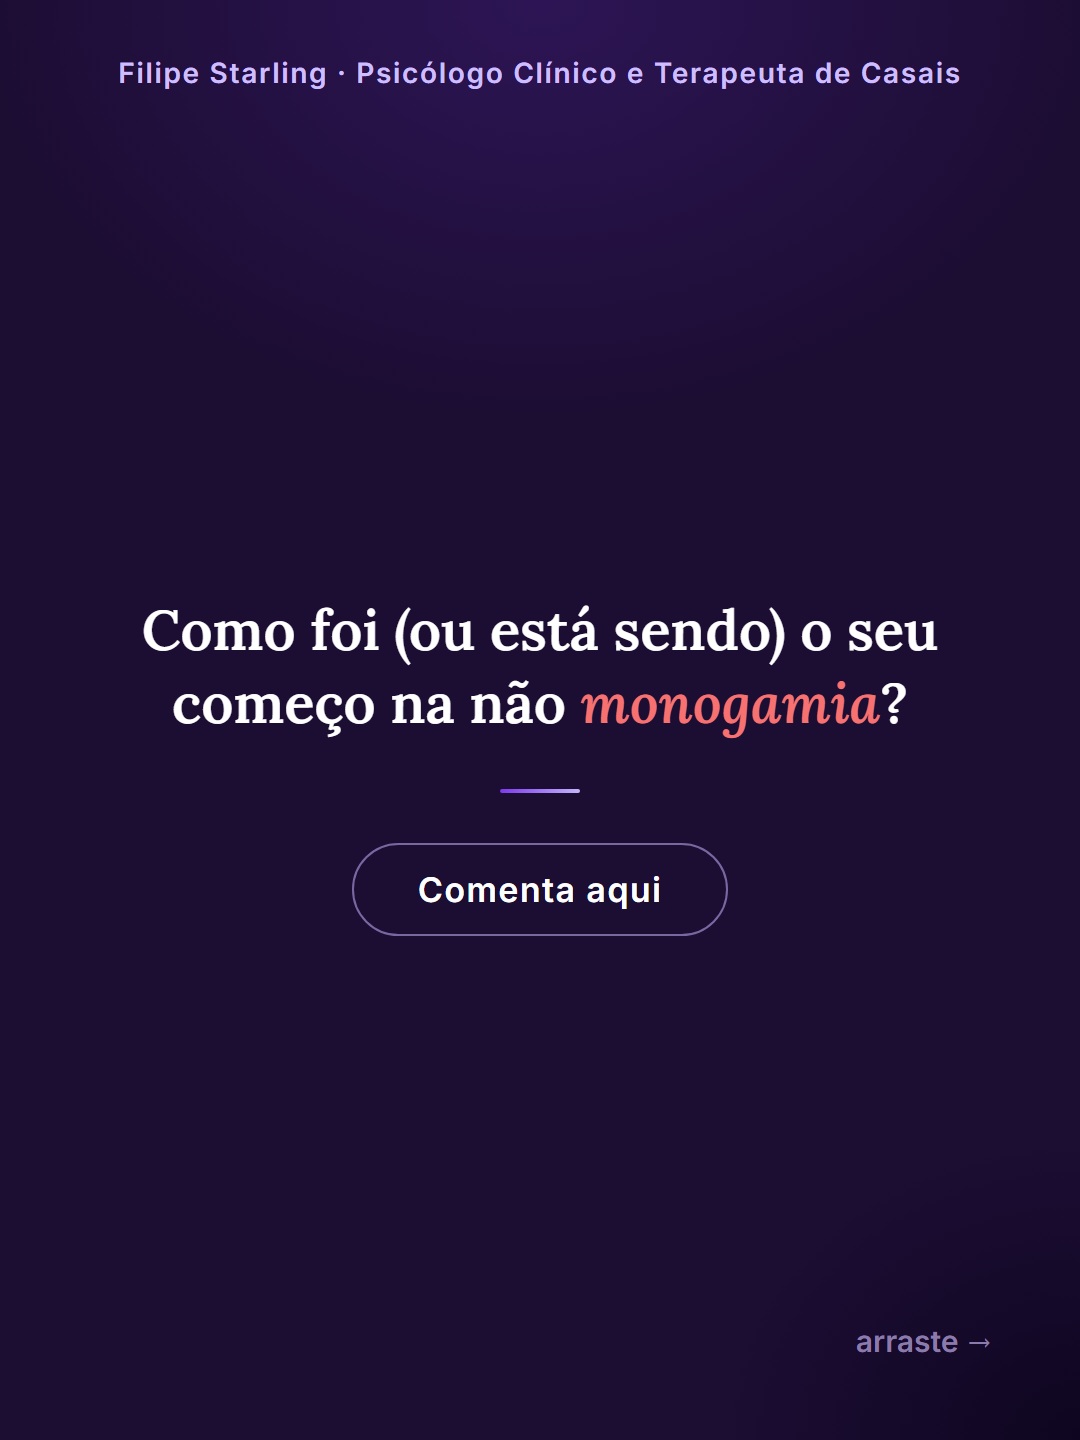 Filipe Starling · Psicólogo Clínico e Terapeuta de Casais
Como foi (ou está sendo) o seu
começo na não monogamia?
Comenta aqui
arraste →